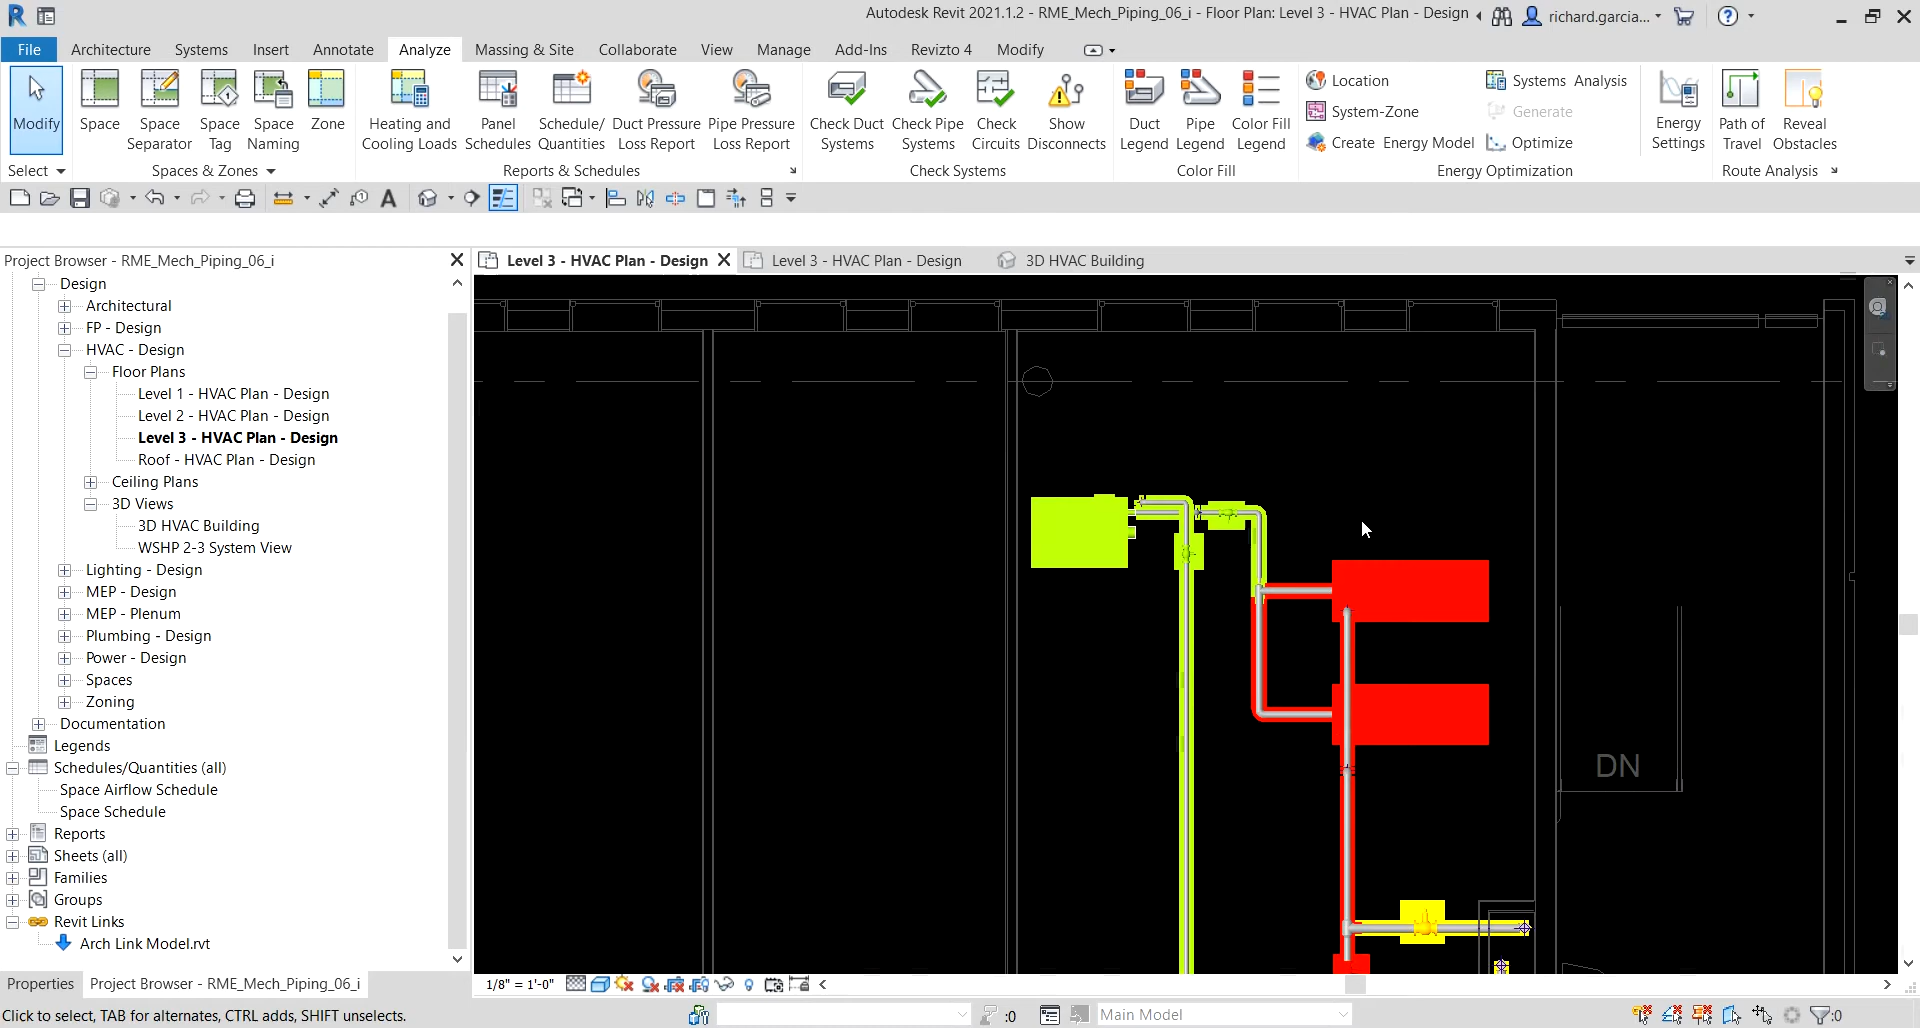 Autodesk Revit 2021.1.2 - RME_Mech_Piping_06_i - Floor Plan: Level 3 - HVAC Plan - Design
richard.garcia...
File Architecture Systems Insert Annotate Analyze Massing & Site Collaborate View Manage Add-Ins Revizto 4 Modify
Modify
Space
Space Separator
Space Tag
Space Naming
Zone
Heating and Cooling Loads
Panel Schedules
Schedule/ Quantities
Duct Pressure Loss Report
Pipe Pressure Loss Report
Check Duct Systems
Check Pipe Systems
Check Circuits
Show Disconnects
Duct Legend
Pipe Legend
Color Fill Legend
Location
System-Zone
Create Energy Model
Systems Analysis
Generate
Optimize
Energy Settings
Path of Travel
Reveal Obstacles
Select Spaces & Zones Reports & Schedules Check Systems Color Fill Energy Optimization Route Analysis
Project Browser - RME_Mech_Piping_06_i
Level 3 - HVAC Plan - Design Level 3 - HVAC Plan - Design 3D HVAC Building
Design
Architectural
FP - Design
HVAC - Design
Floor Plans
Level 1 - HVAC Plan - Design
Level 2 - HVAC Plan - Design
Level 3 - HVAC Plan - Design
Roof - HVAC Plan - Design
Ceiling Plans
3D Views
3D HVAC Building
WSHP 2-3 System View
Lighting - Design
MEP - Design
MEP - Plenum
Plumbing - Design
Power - Design
Spaces
Zoning
Documentation
Legends
Schedules/Quantities (all)
Space Airflow Schedule
Space Schedule
Reports
Sheets (all)
Families
Groups
Revit Links
Arch Link Model.rvt
DN
Properties Project Browser - RME_Mech_Piping_06_i
1/8" = 1'-0"
Click to select, TAB for alternates, CTRL adds, SHIFT unselects.
:0
Main Model
:0